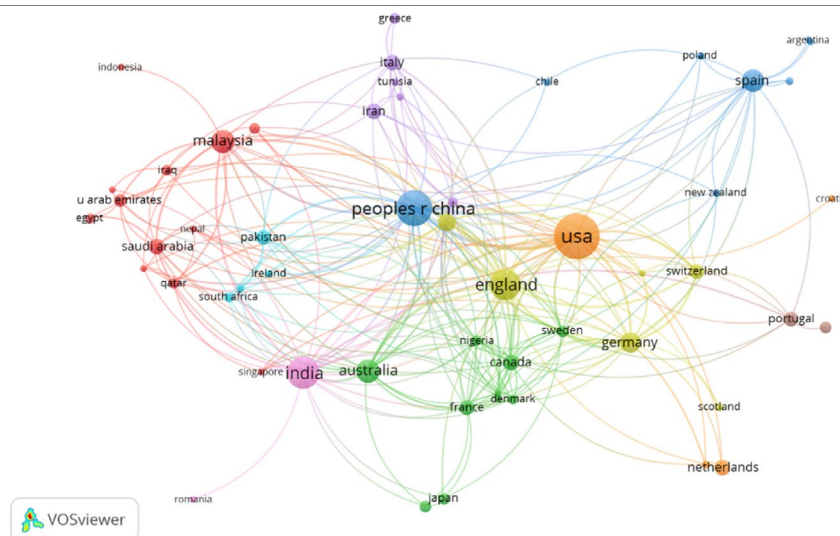 greece
argentina
italy
poland
indonesia
tunisia
chile
spain
iran
malaysia
iraq
new zealand
u arab emirates
croat
peoples r china
egypt
nepal
pakistan
usa
saudi arabia
ireland
switzerland
qatar
england
south africa
portugal
sweden
nigeria
germany
canada
singapore
india
australia
denmark
france
scotland
netherlands
romania
japan
VOSviewer